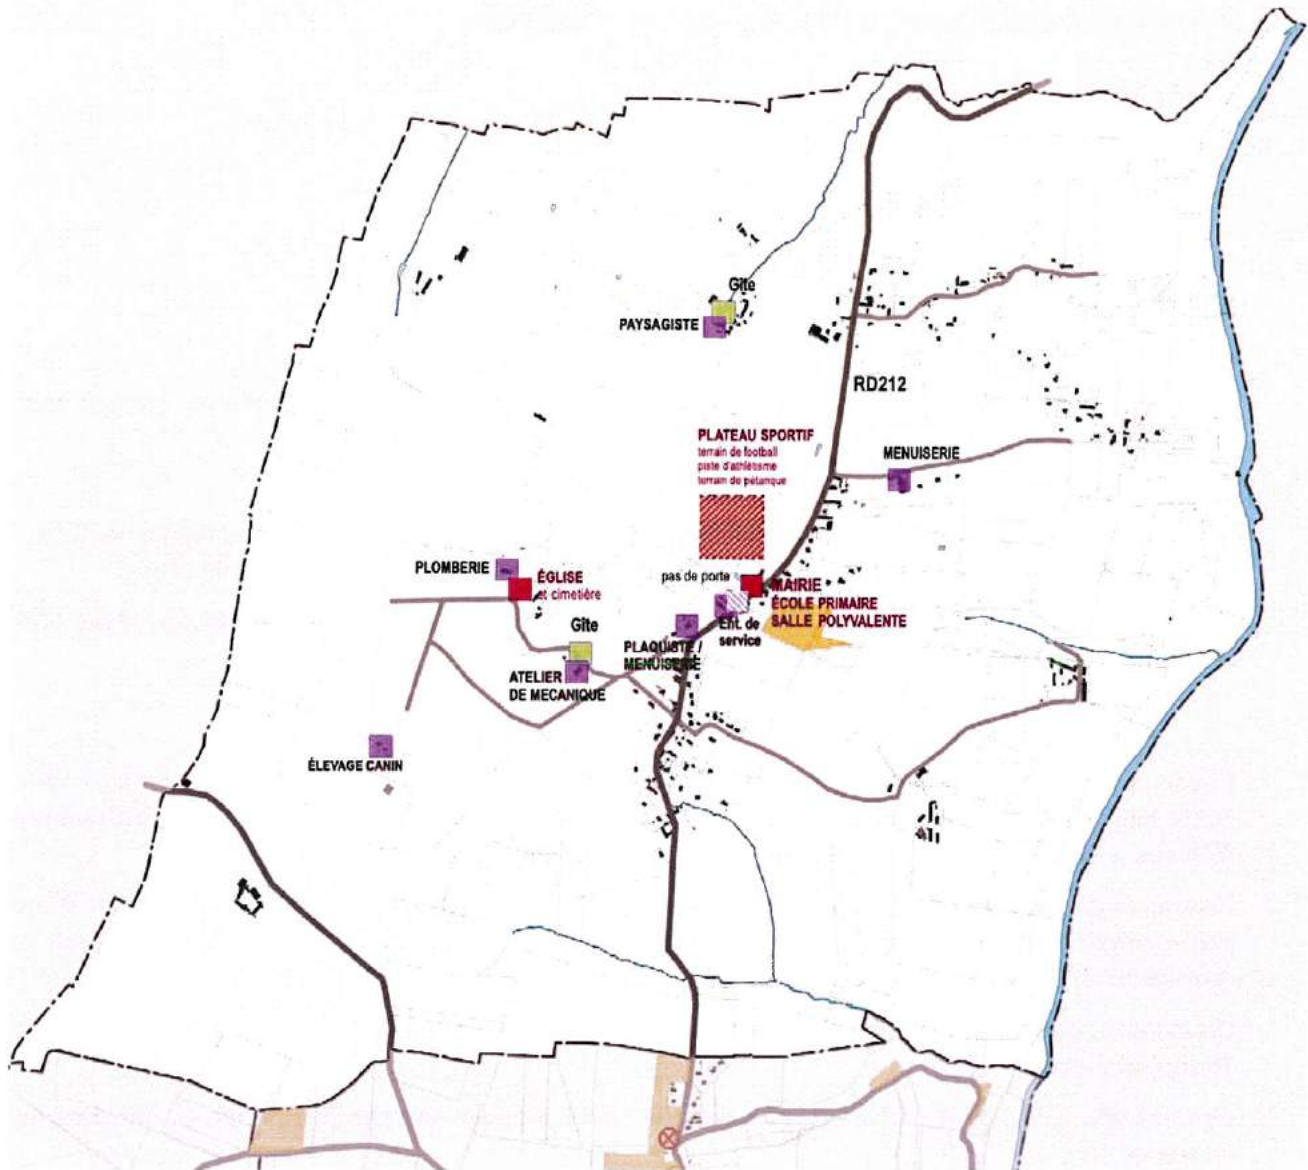 Gîte
PAYSAGISTE
RD212
PLATEAU SPORTIF
terrain de football
piste d'athlétisme
terrain de pétanque
MENUISERIE
PLOMBERIE
ÉGLISE
et cimetière
pas de porte
MAIRIE
ÉCOLE PRIMAIRE
SALLE POLYVALENTE
Ent. de
service
Gîte
PLAQUISTE /
MENUISERIE
ATELIER
DE MECANIQUE
ÉLEVAGE CANIN